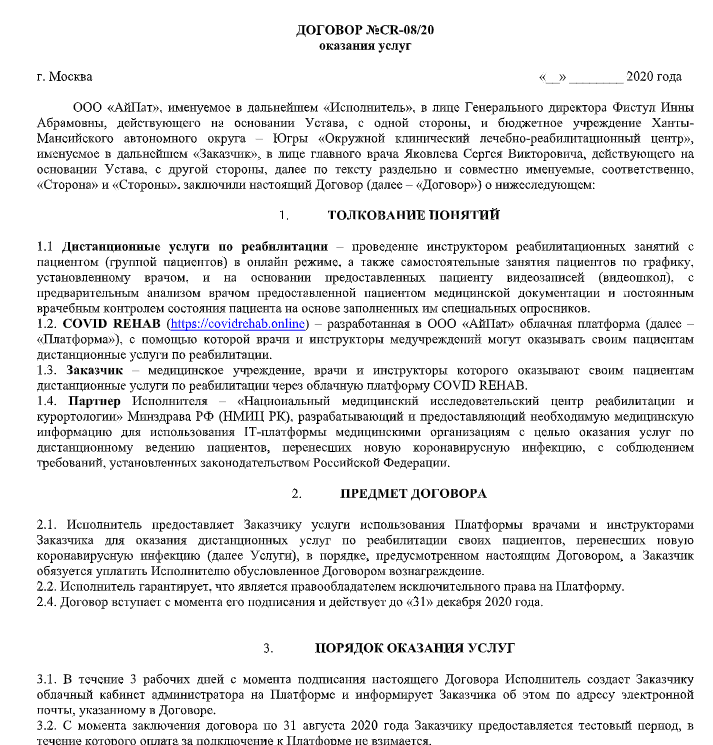 ДОГОВОР №CR-08/20
оказания услуг
г. Москва «__» ________ 2020 года
ООО «АйПат», именуемое в дальнейшем «Исполнитель», в лице Генерального директора Фистул Инны
Абрамовны, действующего на основании Устава, с одной стороны, и бюджетное учреждение Ханты-
Мансийского автономного округа – Югры «Окружной клинический лечебно-реабилитационный центр»,
именуемое в дальнейшем «Заказчик», в лице главного врача Яковлева Сергея Викторовича, действующего на
основании Устава, с другой стороны, далее по тексту раздельно и совместно именуемые, соответственно,
«Сторона» и «Стороны». заключили настоящий Договор (далее – «Договор») о нижеследующем:
1. ТОЛКОВАНИЕ ПОНЯТИЙ
1.1 Дистанционные услуги по реабилитации – проведение инструктором реабилитационных занятий с
пациентом (группой пациентов) в онлайн режиме, а также самостоятельные занятия пациентов по графику,
установленному врачом, и на основании предоставленных пациенту видеозаписей (видеошкол), с
предварительным анализом врачом предоставленной пациентом медицинской документации и постоянным
врачебным контролем состояния пациента на основе заполненных им специальных опросников.
1.2. COVID REHAB (https://covidrehab.online) – разработанная в ООО «АйПат» облачная платформа (далее –
«Платформа»), с помощью которой врачи и инструкторы медучреждений могут оказывать своим пациентам
дистанционные услуги по реабилитации.
1.3. Заказчик – медицинское учреждение, врачи и инструкторы которого оказывают своим пациентам
дистанционные услуги по реабилитации через облачную платформу COVID REHAB.
1.4. Партнер Исполнителя – «Национальный медицинский исследовательский центр реабилитации и
курортологии» Минздрава РФ (НМИЦ РК), разрабатывающий и предоставляющий необходимую медицинскую
информацию для использования IT-платформы медицинскими организациям с целью оказания услуг по
дистанционному ведению пациентов, перенесших новую коронавирусную инфекцию, с соблюдением
требований, установленных законодательством Российской Федерации.
2. ПРЕДМЕТ ДОГОВОРА
2.1. Исполнитель предоставляет Заказчику услуги использования Платформы врачами и инструкторами
Заказчика для оказания дистанционных услуг по реабилитации своих пациентов, перенесших новую
коронавирусную инфекцию (далее Услуги), в порядке, предусмотренном настоящим Договором, а Заказчик
обязуется уплатить Исполнителю обусловленное Договором вознаграждение.
2.2. Исполнитель гарантирует, что является правообладателем исключительного права на Платформу.
2.4. Договор вступает с момента его подписания и действует до «31» декабря 2020 года.
3. ПОРЯДОК ОКАЗАНИЯ УСЛУГ
3.1. В течение 3 рабочих дней с момента подписания настоящего Договора Исполнитель создает Заказчику
облачный кабинет администратора на Платформе и информирует Заказчика об этом по адресу электронной
почты, указанному в Договоре.
3.2. С момента заключения договора по 31 августа 2020 года Заказчику предоставляется тестовый период, в
течение которого оплата за подключение к Платформе не взимается.